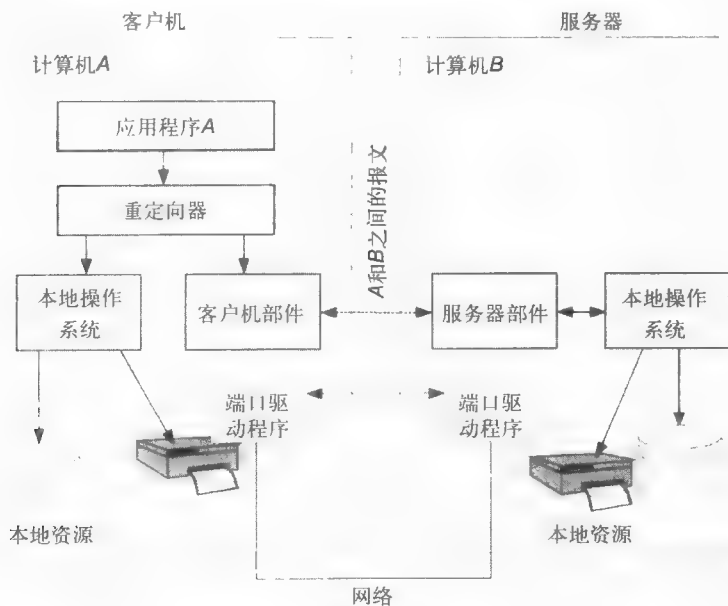 客户机
服务器
计算机A
计算机B
应用程序A
重定向器
A和B之间的报文
本地操作
系统
客户机部件
服务器部件
本地操作
系统
端口驱
动程序
端口驱
动程序
本地资源
本地资源
网络